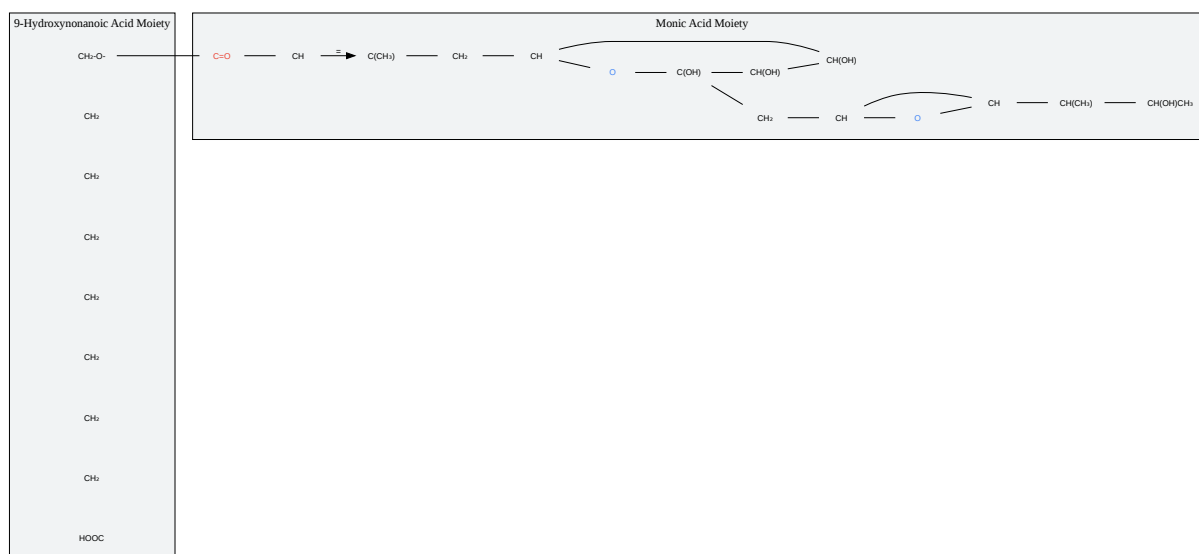 9-Hydroxynonanoic Acid Moiety
Monic Acid Moiety
CH₂-O-
C=O
CH
=
C(CH₃)
CH₂
CH
O
C(OH)
CH(OH)
CH(OH)
CH₂
CH
O
CH
CH(CH₃)
CH(OH)CH₃
CH₂
CH₂
CH₂
CH₂
CH₂
CH₂
CH₂
HOOC